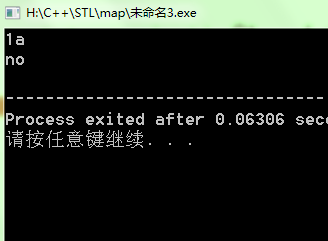 H:\C++\STL\map\未命名3.exe
1a
no
--------------------------------
Process exited after 0.06306 seco
请按任意键继续. . .